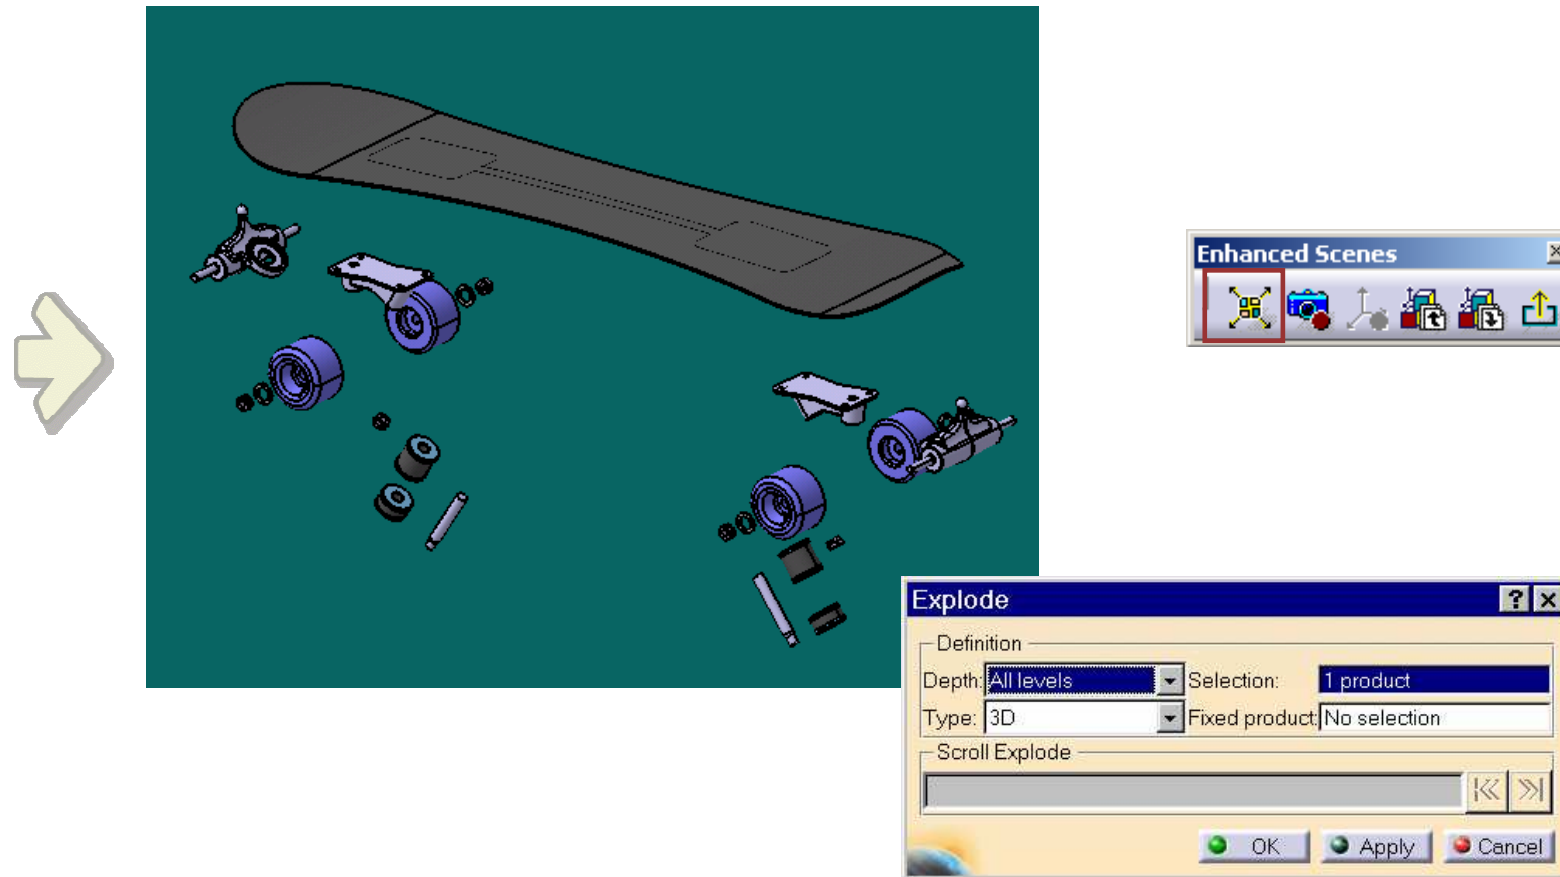 Enhanced Scenes
Explode
Definition
Depth: All levels Selection: 1 product
Type: 3D Fixed product: No selection
Scroll Explode
OK Apply Cancel